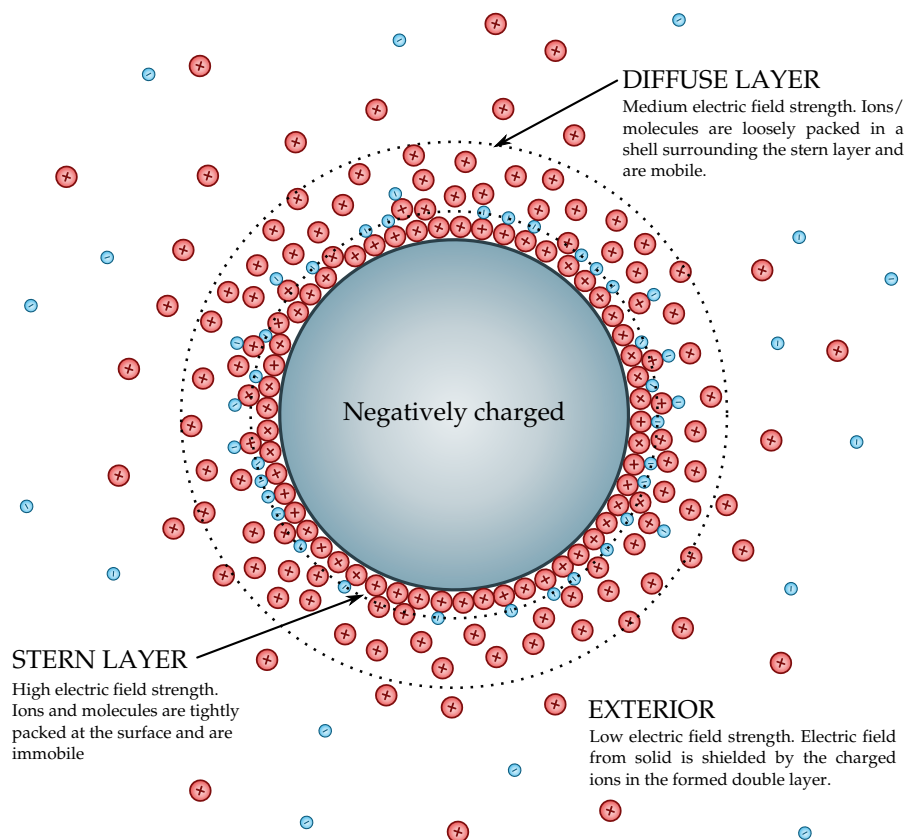 DIFFUSE LAYER
Medium electric field strength. Ions/
molecules are loosely packed in a
shell surrounding the stern layer and
are mobile.
Negatively charged
STERN LAYER
High electric field strength.
Ions and molecules are tightly
packed at the surface and are
immobile
EXTERIOR
Low electric field strength. Electric field
from solid is shielded by the charged
ions in the formed double layer.